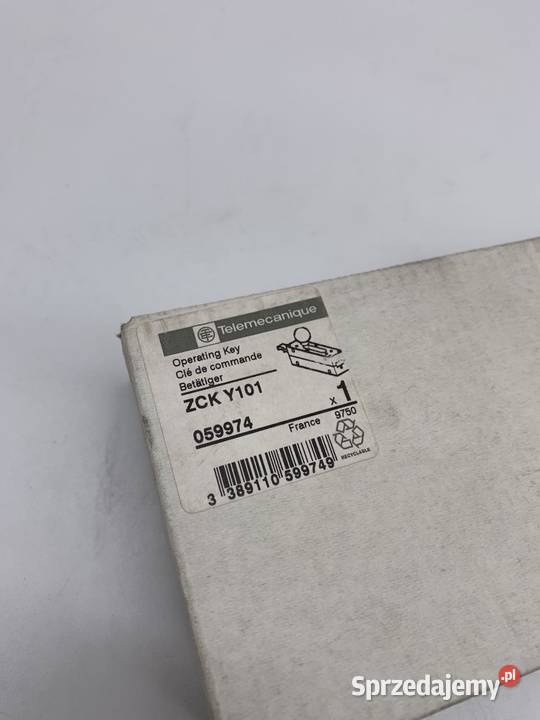 Telemecanique
Operating Key
Clé de commande
Betätiger
ZCK Y101
059974
x 1
France
9750
RECYCLABLE
3 389110 599749
Sprzedajemy.pl